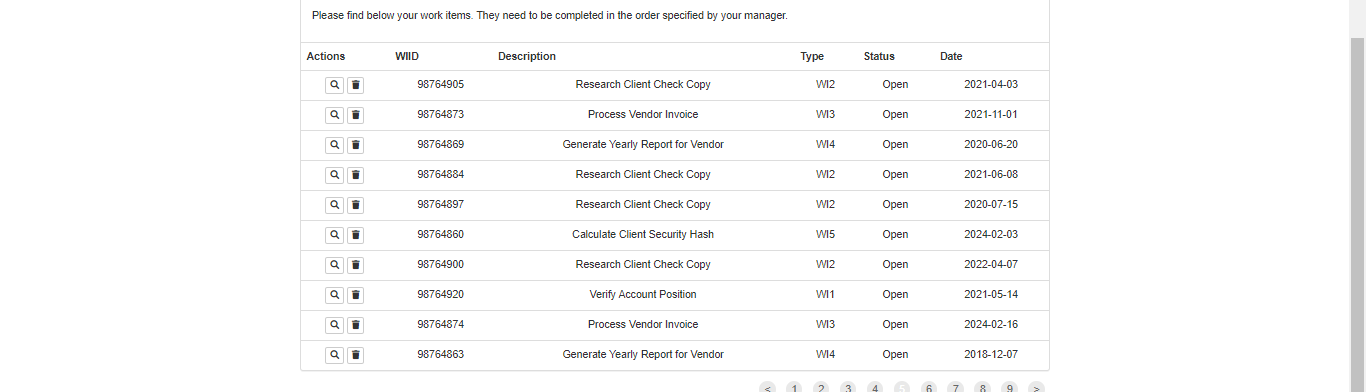 Please find below your work items. They need to be completed in the order specified by your manager.
Actions WIID Description Type Status Date
98764905 Research Client Check Copy WI2 Open 2021-04-03
98764873 Process Vendor Invoice WI3 Open 2021-11-01
98764869 Generate Yearly Report for Vendor WI4 Open 2020-06-20
98764884 Research Client Check Copy WI2 Open 2021-06-08
98764897 Research Client Check Copy WI2 Open 2020-07-15
98764860 Calculate Client Security Hash WI5 Open 2024-02-03
98764900 Research Client Check Copy WI2 Open 2022-04-07
98764920 Verify Account Position WI1 Open 2021-05-14
98764874 Process Vendor Invoice WI3 Open 2024-02-16
98764863 Generate Yearly Report for Vendor WI4 Open 2018-12-07
< 1 2 3 4 5 6 7 8 9 >